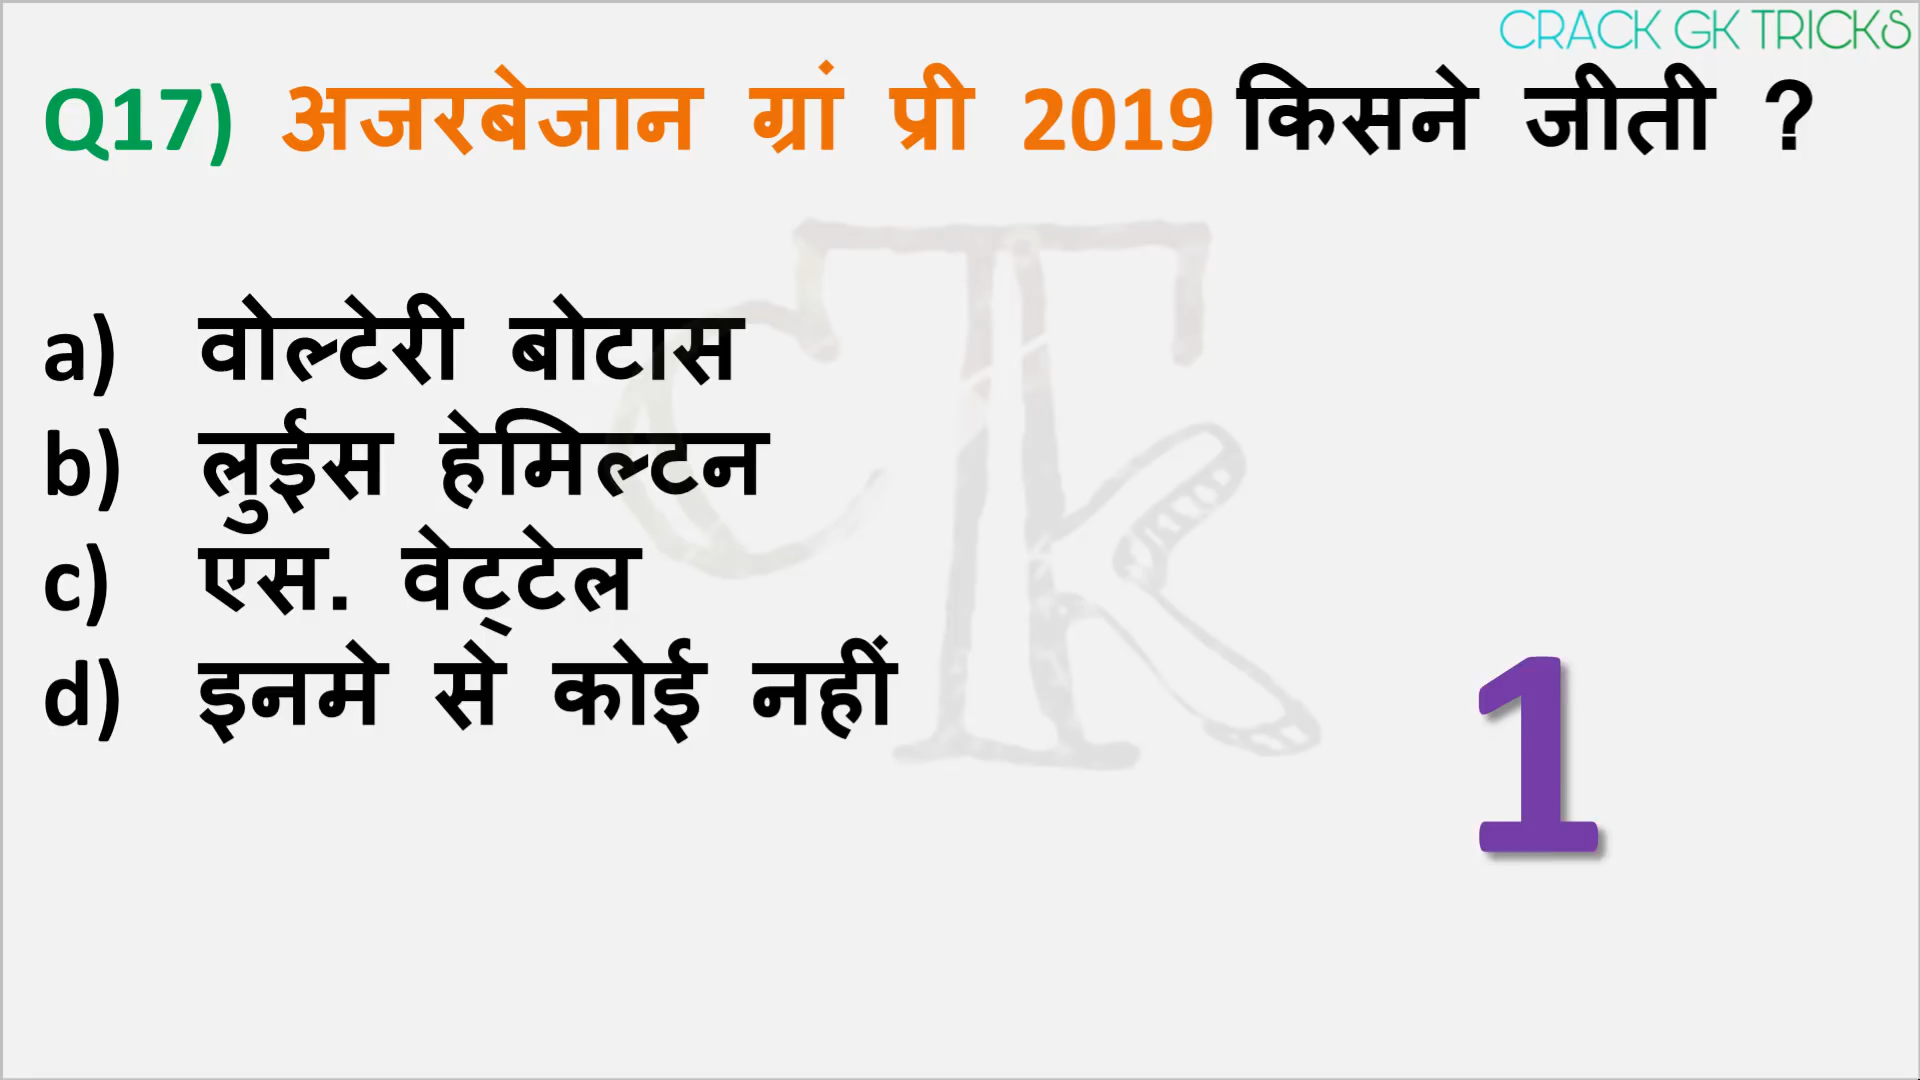 CRACK GK TRICKS
Q17) अजरबेजान ग्रां प्री 2019 किसने जीती ?
a) वोल्टेरी बोटास
b) लुईस हेमिल्टन
c) एस. वेट्टेल
d) इनमे से कोई नहीं
1